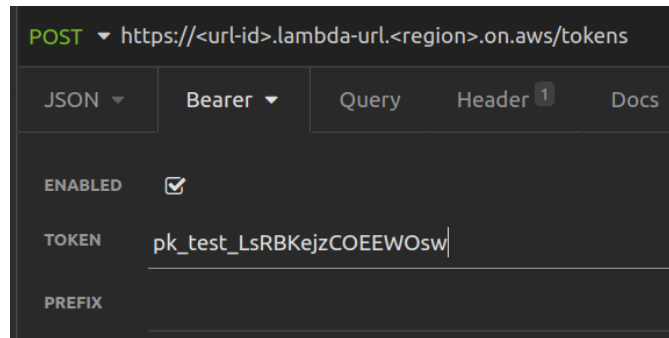 POST https://<url-id>.lambda-url.<region>.on.aws/tokens
JSON Bearer Query Header 1 Docs
ENABLED
TOKEN pk_test_LsRBKejzCOEEWOsw
PREFIX